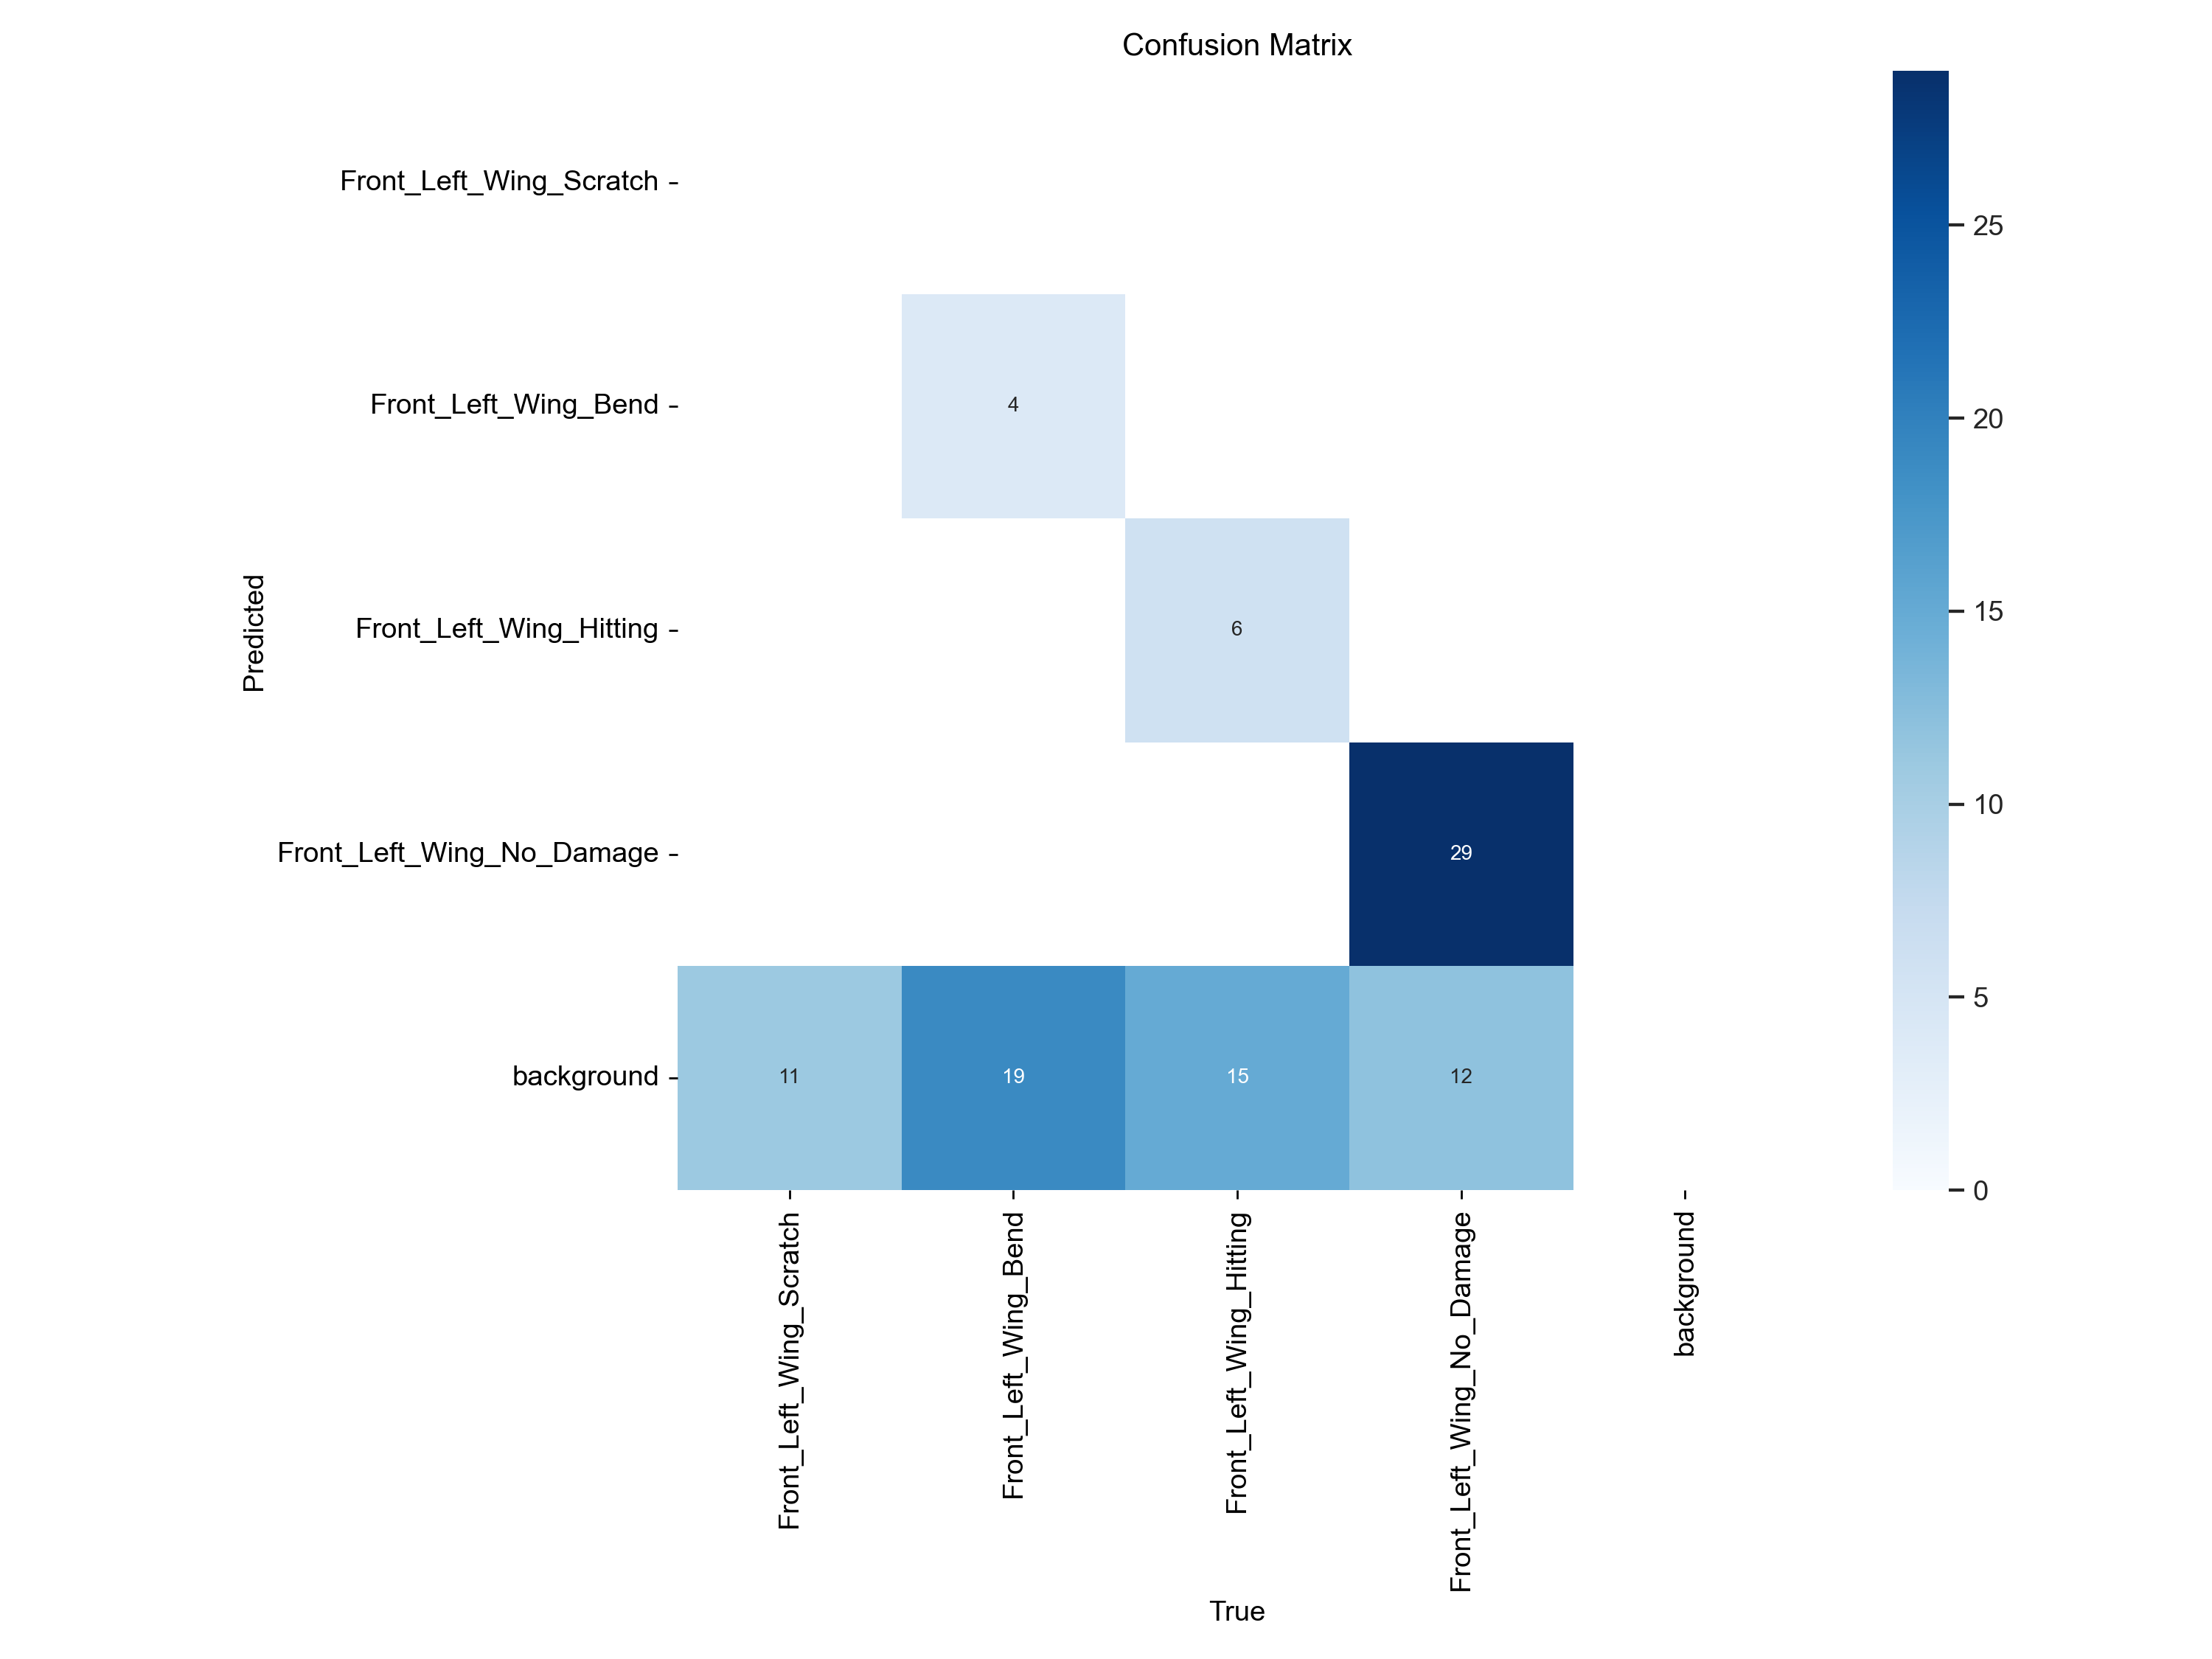 Confusion Matrix
Front_Left_Wing_Scratch
Front_Left_Wing_Bend
Front_Left_Wing_Hitting
Front_Left_Wing_No_Damage
background
Predicted
4
6
29
11 19 15 12
Front_Left_Wing_Scratch
Front_Left_Wing_Bend
Front_Left_Wing_Hitting
Front_Left_Wing_No_Damage
background
True
25
20
15
10
5
0